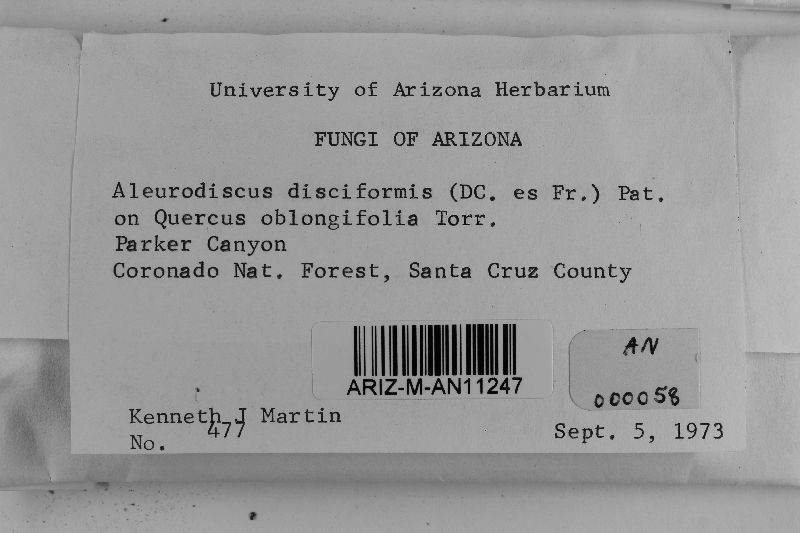 University of Arizona Herbarium
FUNGI OF ARIZONA
Aleurodiscus disciformis (DC. es Fr.) Pat.
on Quercus oblongifolia Torr.
Parker Canyon
Coronado Nat. Forest, Santa Cruz County
ARIZ-M-AN11247
AN
000058
Kenneth J Martin
No. 477
Sept. 5, 1973